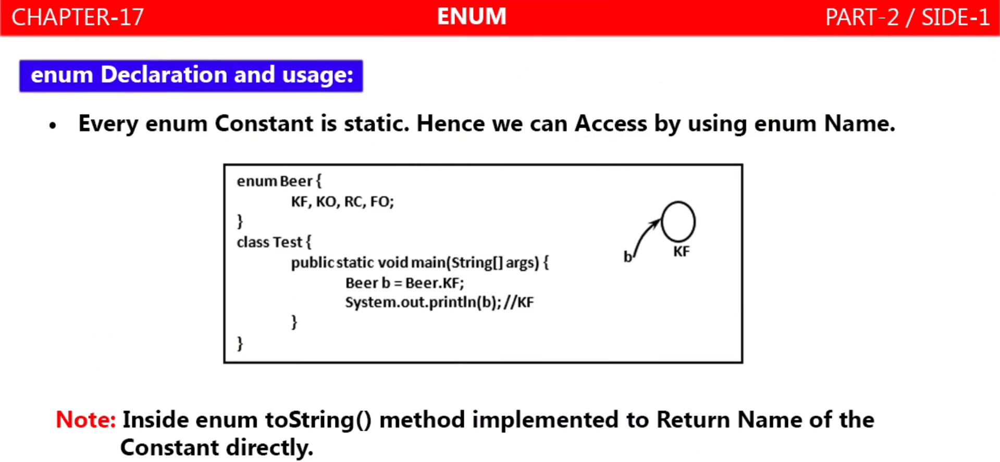 CHAPTER-17 ENUM PART-2 / SIDE-1
enum Declaration and usage:
• Every enum Constant is static. Hence we can Access by using enum Name.
enum Beer {
KF, KO, RC, FO;
}
class Test {
public static void main(String[] args) {
Beer b = Beer.KF;
System.out.println(b); //KF
}
}
b
KF
Note: Inside enum toString() method implemented to Return Name of the
Constant directly.